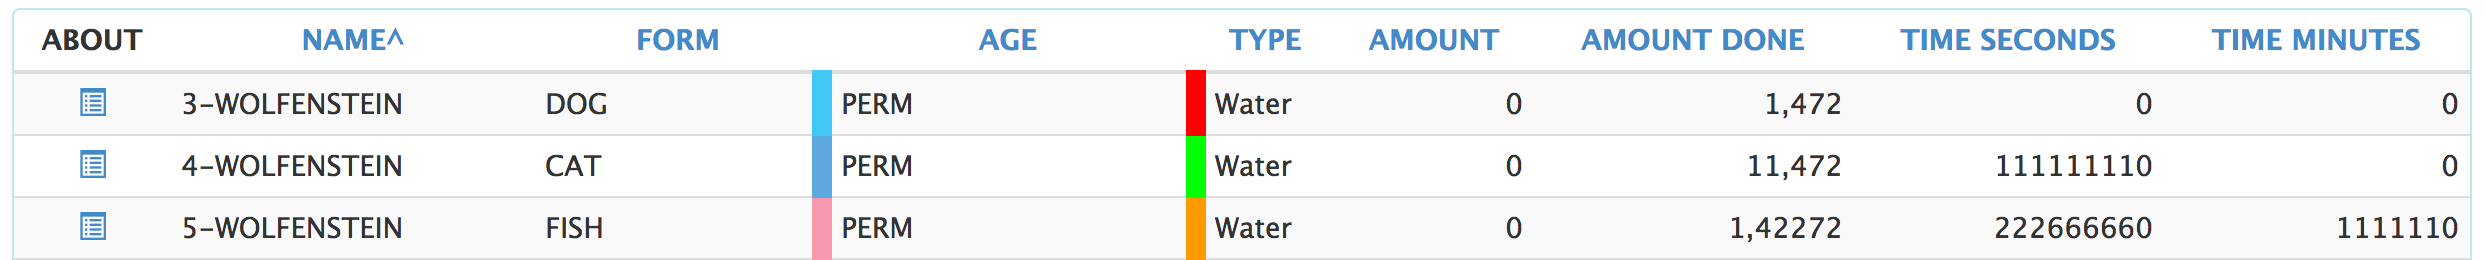 ABOUT NAME^ FORM AGE TYPE AMOUNT AMOUNT DONE TIME SECONDS TIME MINUTES
3-WOLFENSTEIN DOG PERM Water 0 1,472 0 0
4-WOLFENSTEIN CAT PERM Water 0 11,472 111111110 0
5-WOLFENSTEIN FISH PERM Water 0 1,42272 222666660 1111110